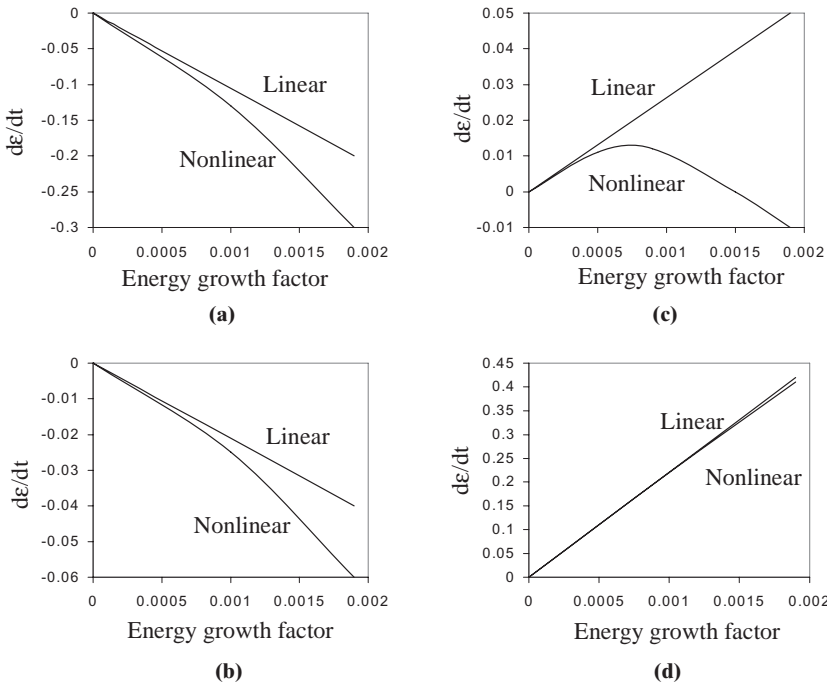 0
-0.05
-0.1
-0.15
-0.2
-0.25
-0.3
dε/dt
Linear
Nonlinear
0 0.0005 0.001 0.0015 0.002
Energy growth factor
(a)
0.05
0.04
0.03
0.02
0.01
0
-0.01
dε/dt
Linear
Nonlinear
0 0.0005 0.001 0.0015 0.002
Energy growth factor
(c)
0
-0.01
-0.02
-0.03
-0.04
-0.05
-0.06
dε/dt
Linear
Nonlinear
0 0.0005 0.001 0.0015 0.002
Energy growth factor
(b)
0.45
0.4
0.35
0.3
0.25
0.2
0.15
0.1
0.05
0
dε/dt
Linear
Nonlinear
0 0.0005 0.001 0.0015 0.002
Energy growth factor
(d)